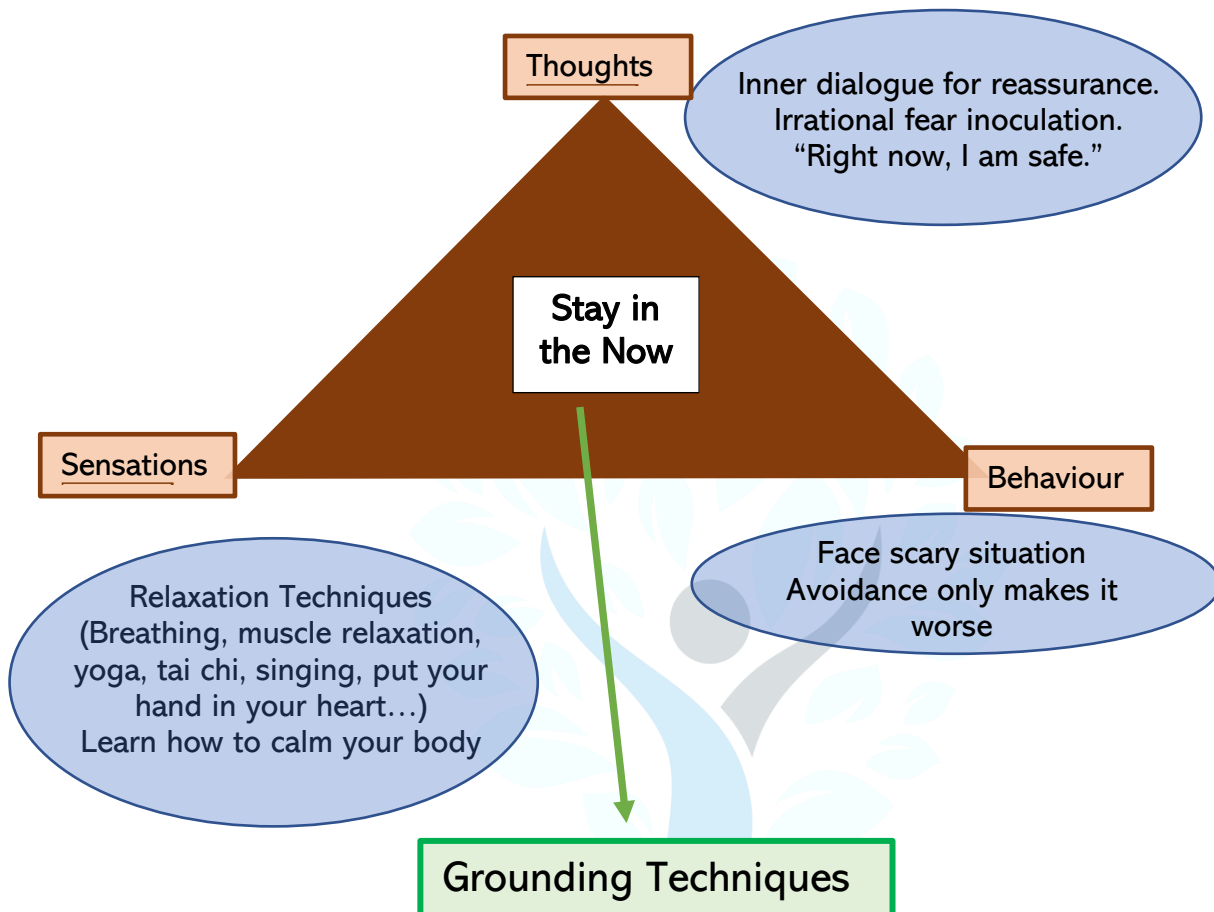 Thoughts
Inner dialogue for reassurance.
Irrational fear inoculation.
“Right now, I am safe.”
Stay in
the Now
Sensations
Behaviour
Face scary situation
Avoidance only makes it
worse
Relaxation Techniques
(Breathing, muscle relaxation,
yoga, tai chi, singing, put your
hand in your heart…)
Learn how to calm your body
Grounding Techniques